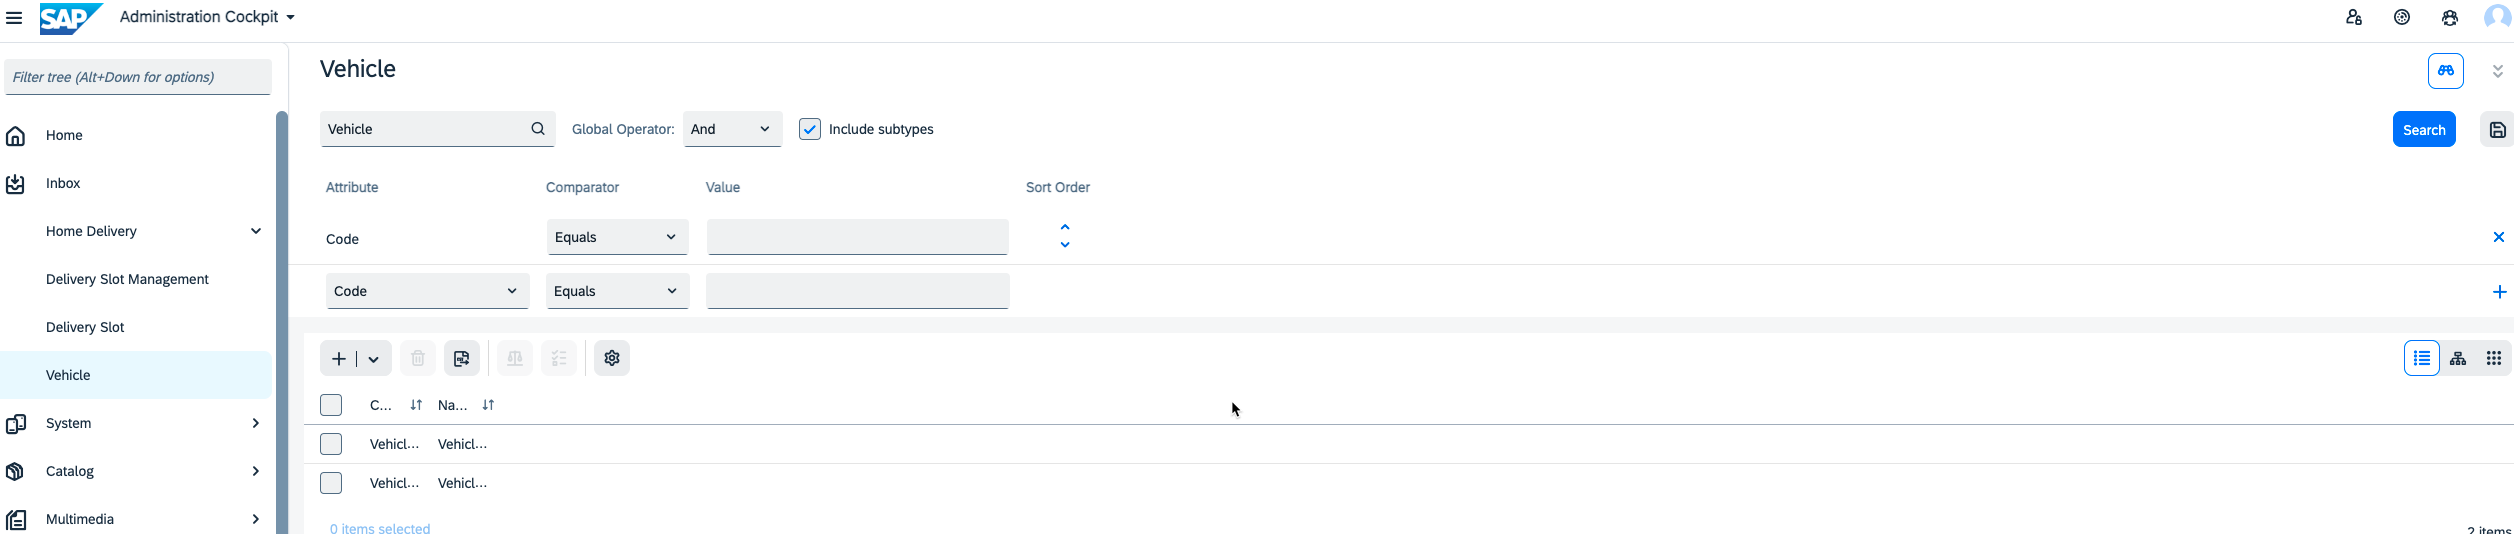 SAP Administration Cockpit
Filter tree (Alt+Down for options)
Home
Inbox
Home Delivery
Delivery Slot Management
Delivery Slot
Vehicle
System
Catalog
Multimedia
Vehicle
Vehicle Global Operator: And Include subtypes Search
Attribute Comparator Value Sort Order
Code Equals
Code Equals
C... Na...
Vehicl... Vehicl...
Vehicl... Vehicl...
0 items selected 2 items